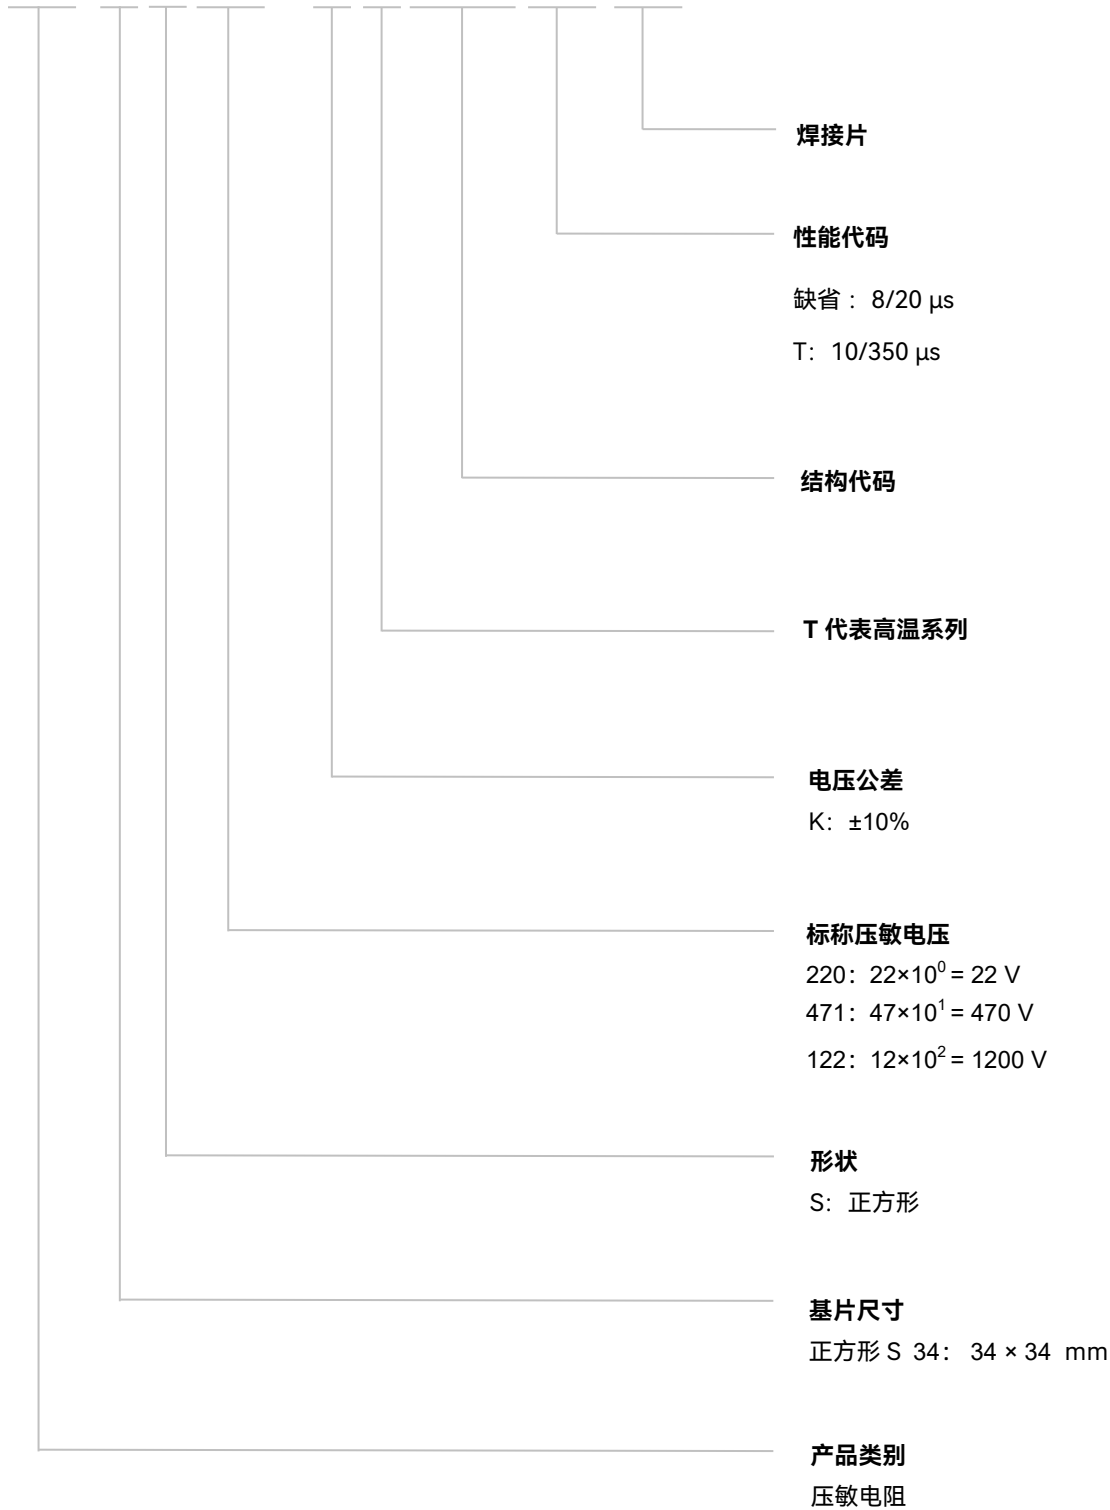 焊接片
性能代码
缺省： 8/20 µs
T： 10/350 µs
结构代码
T 代表高温系列
电压公差
K： ±10%
标称压敏电压
220：22×10⁰ = 22 V
471：47×10¹ = 470 V
122：12×10² = 1200 V
形状
S： 正方形
基片尺寸
正方形 S 34： 34 × 34 mm
产品类别
压敏电阻